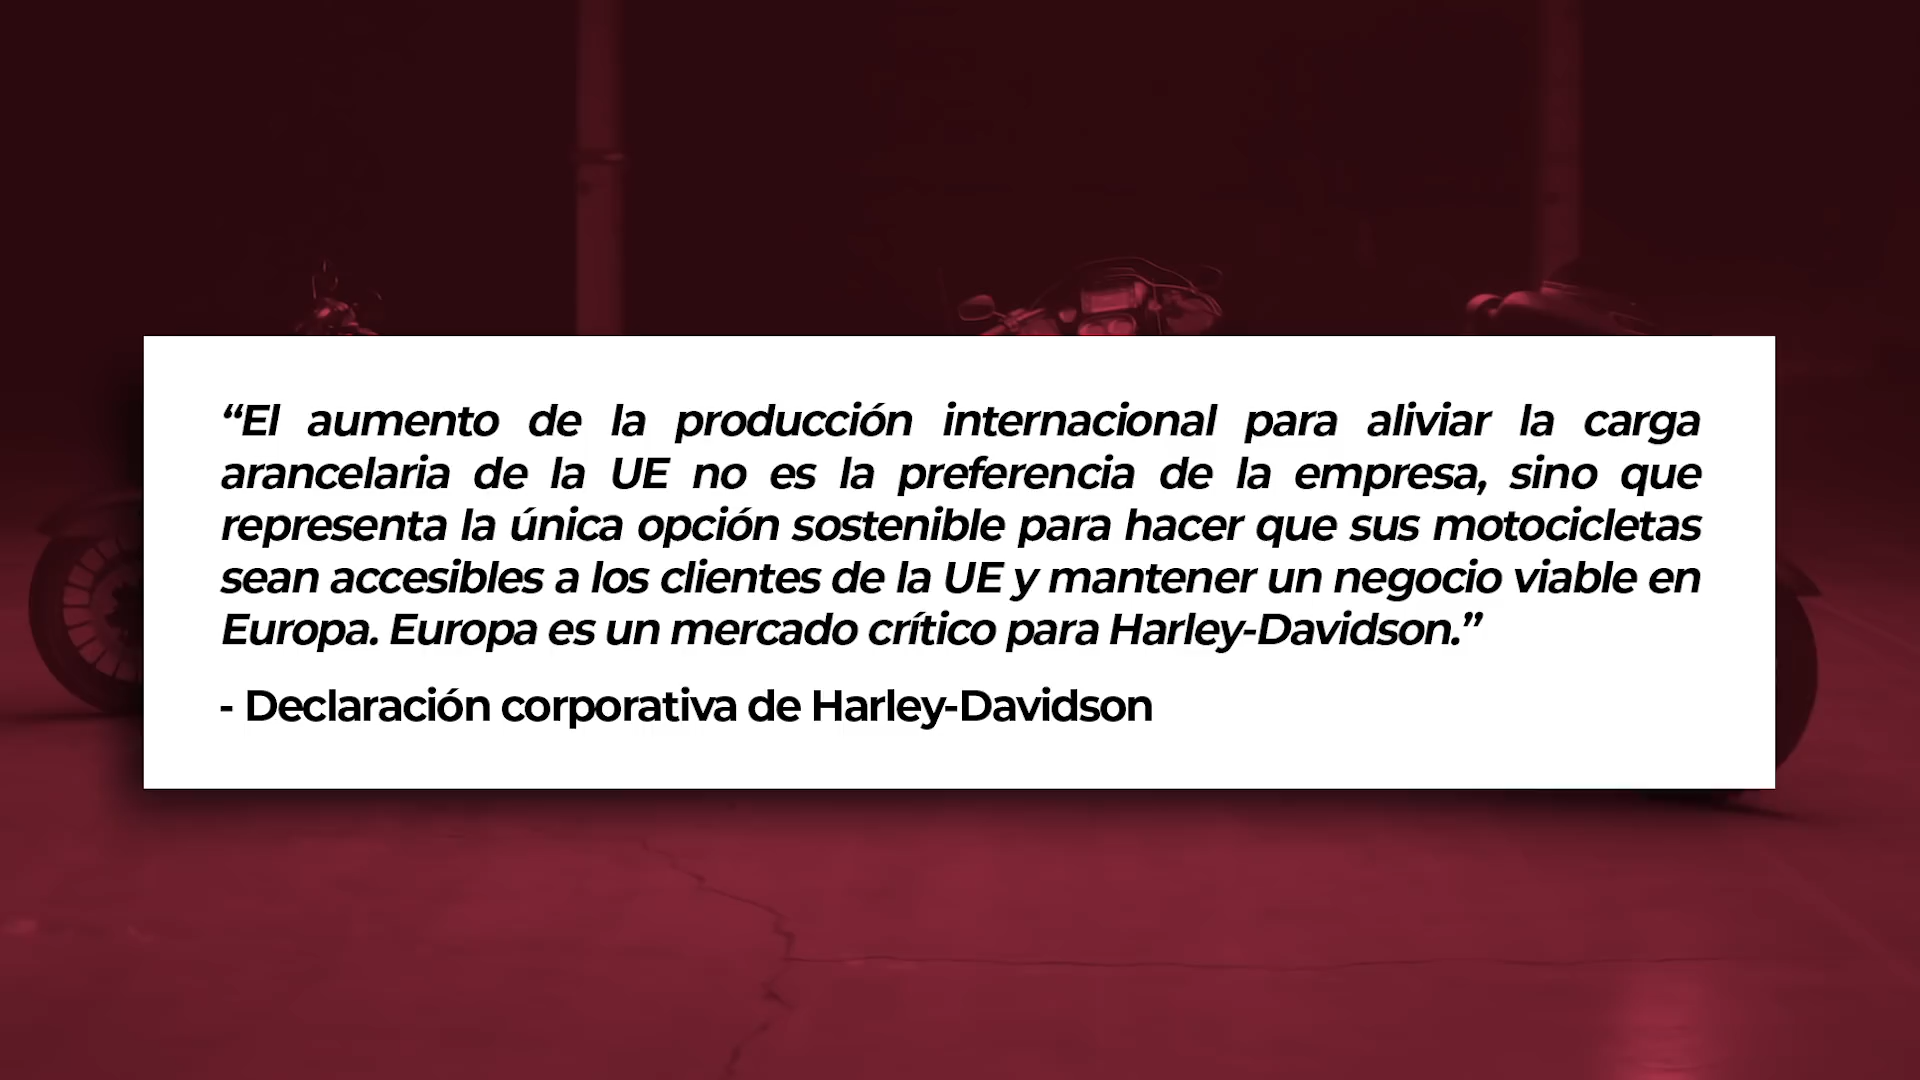 “El aumento de la producción internacional para aliviar la carga
arancelaria de la UE no es la preferencia de la empresa, sino que
representa la única opción sostenible para hacer que sus motocicletas
sean accesibles a los clientes de la UE y mantener un negocio viable en
Europa. Europa es un mercado crítico para Harley-Davidson.”
- Declaración corporativa de Harley-Davidson